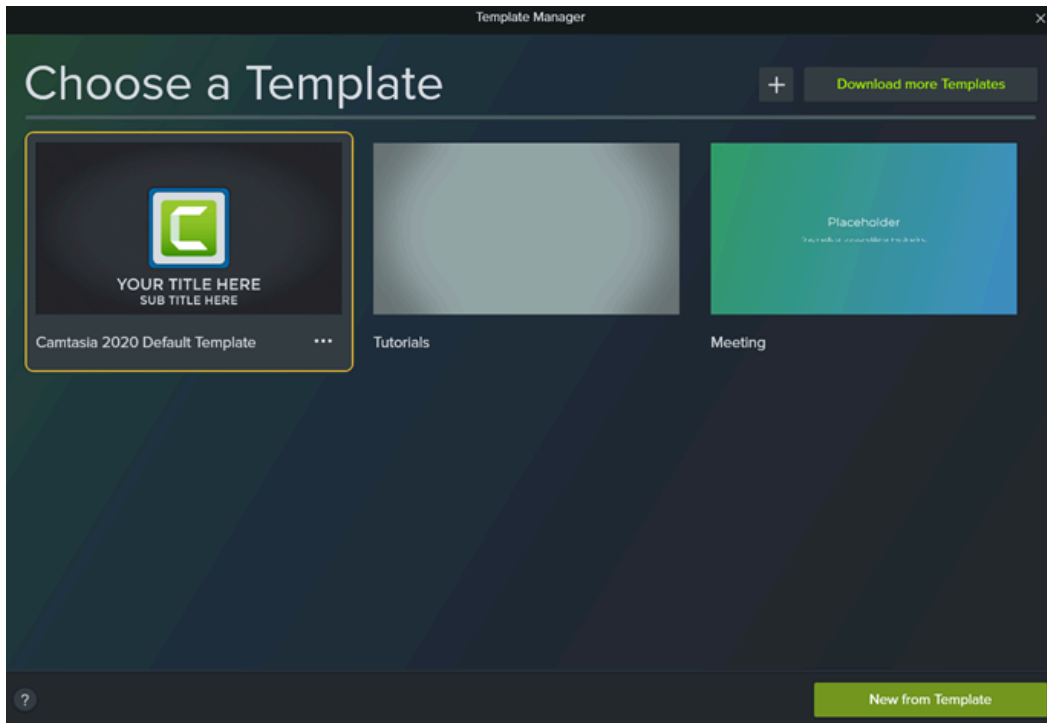 Template Manager
Choose a Template
+
Download more Templates
YOUR TITLE HERE
SUB TITLE HERE
Placeholder
Camtasia 2020 Default Template
Tutorials
Meeting
?
New from Template